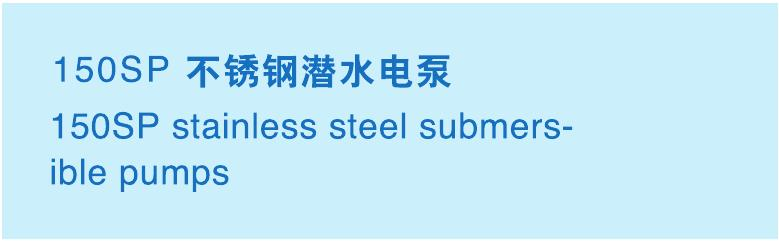 150SP 不锈钢潜水电泵
150SP stainless steel submers-
ible pumps